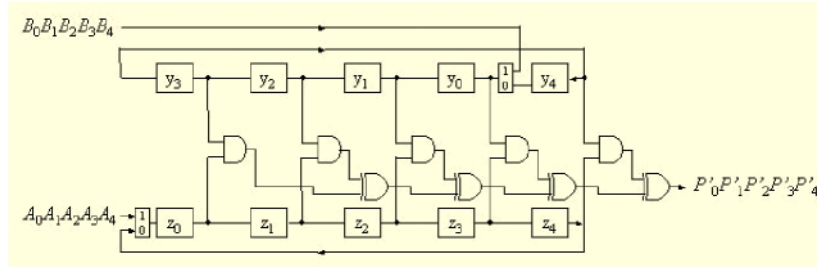 B₀B₁B₂B₃B₄
y₃ y₂ y₁ y₀ 1 0 y₄
P'₀P'₁P'₂P'₃P'₄
A₀A₁A₂A₃A₄ 1 0 z₀ z₁ z₂ z₃ z₄